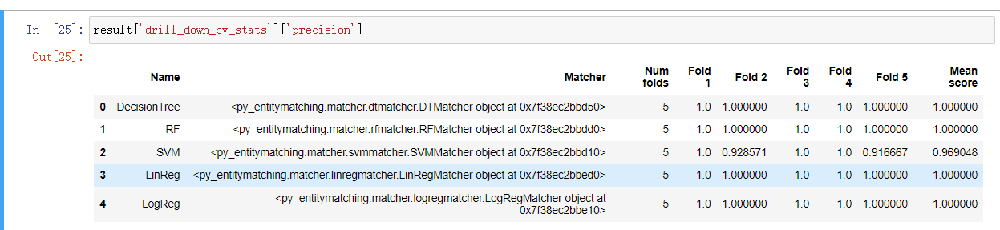 In [25]: result['drill_down_cv_stats']['precision']
Out[25]:
Name Matcher Num folds Fold 1 Fold 2 Fold 3 Fold 4 Fold 5 Mean score
0 DecisionTree <py_entitymatching.matcher.dtmatcher.DTMatcher object at 0x7f38ec2bbd50> 5 1.0 1.000000 1.0 1.0 1.000000 1.000000
1 RF <py_entitymatching.matcher.rfmatcher.RFMatcher object at 0x7f38ec2bbdd0> 5 1.0 1.000000 1.0 1.0 1.000000 1.000000
2 SVM <py_entitymatching.matcher.svmmatcher.SVMMatcher object at 0x7f38ec2bbd10> 5 1.0 0.928571 1.0 1.0 0.916667 0.969048
3 LinReg <py_entitymatching.matcher.linregmatcher.LinRegMatcher object at 0x7f38ec2bbed0> 5 1.0 1.000000 1.0 1.0 1.000000 1.000000
4 LogReg <py_entitymatching.matcher.logregmatcher.LogRegMatcher object at 0x7f38ec2bbe10> 5 1.0 1.000000 1.0 1.0 1.000000 1.000000